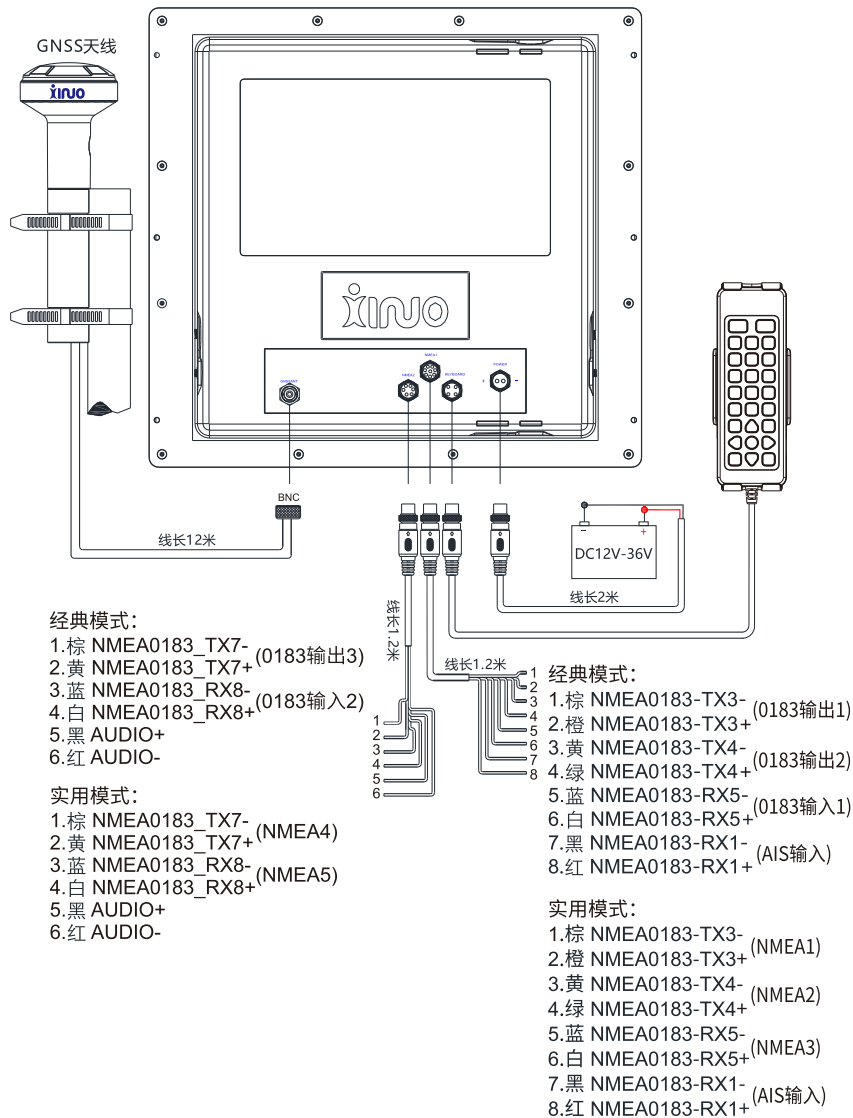 GNSS天线
XINUO
XINUO
GNSS ANT
NMEA2
NMEA1
KEYBOARD
POWER
+ -
BNC
线长12米
- +
DC12V-36V
线长2米
线长1.2米
线长1.2米
1
2
3
4
5
6
1
2
3
4
5
6
7
8
经典模式：
1.棕 NMEA0183_TX7-
2.黄 NMEA0183_TX7+
(0183输出3)
3.蓝 NMEA0183_RX8-
4.白 NMEA0183_RX8+
(0183输入2)
5.黑 AUDIO+
6.红 AUDIO-
实用模式：
1.棕 NMEA0183_TX7-
2.黄 NMEA0183_TX7+
(NMEA4)
3.蓝 NMEA0183_RX8-
4.白 NMEA0183_RX8+
(NMEA5)
5.黑 AUDIO+
6.红 AUDIO-
经典模式：
1.棕 NMEA0183-TX3-
2.橙 NMEA0183-TX3+
(0183输出1)
3.黄 NMEA0183-TX4-
4.绿 NMEA0183-TX4+
(0183输出2)
5.蓝 NMEA0183-RX5-
6.白 NMEA0183-RX5+
(0183输入1)
7.黑 NMEA0183-RX1-
8.红 NMEA0183-RX1+
(AIS输入)
实用模式：
1.棕 NMEA0183-TX3-
2.橙 NMEA0183-TX3+
(NMEA1)
3.黄 NMEA0183-TX4-
4.绿 NMEA0183-TX4+
(NMEA2)
5.蓝 NMEA0183-RX5-
6.白 NMEA0183-RX5+
(NMEA3)
7.黑 NMEA0183-RX1-
8.红 NMEA0183-RX1+
(AIS输入)